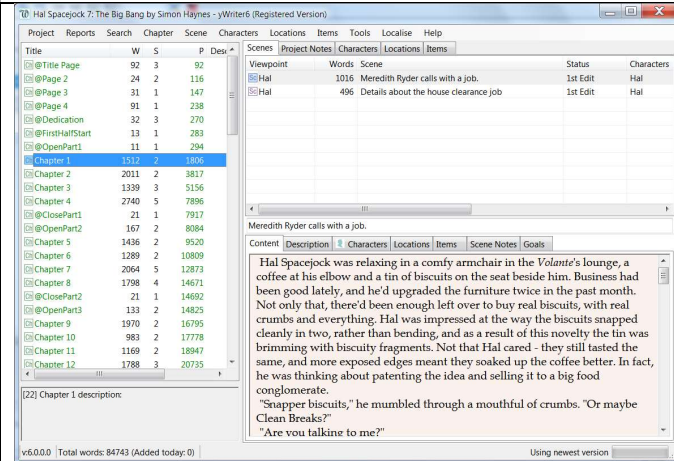 Hal Spacejock 7: The Big Bang by Simon Haynes - yWriter6 (Registered Version)
Project Reports Search Chapter Scene Characters Locations Items Tools Localise Help
Title W S P Desc
@Title Page 92 3 92
@Page 2 24 2 116
@Page 3 31 1 147
@Page 4 91 1 238
@Dedication 32 3 270
@FirstHalfStart 13 1 283
@OpenPart1 11 1 294
Chapter 1 1512 2 1806
Chapter 2 2011 2 3817
Chapter 3 1339 3 5156
Chapter 4 2740 5 7896
@ClosePart1 21 1 7917
@OpenPart2 167 2 8084
Chapter 5 1436 2 9520
Chapter 6 1289 2 10809
Chapter 7 2064 5 12873
Chapter 8 1798 4 14671
@ClosePart2 21 1 14692
@OpenPart3 133 2 14825
Chapter 9 1970 2 16795
Chapter 10 983 2 17778
Chapter 11 1169 2 18947
Chapter 12 1788 3 20735
[22] Chapter 1 description:
Scenes Project Notes Characters Locations Items
Viewpoint Words Scene Status Characters
Sc Hal 1016 Meredith Ryder calls with a job. 1st Edit Hal
Sc Hal 496 Details about the house clearance job 1st Edit Hal
Meredith Ryder calls with a job.
Content Description Characters Locations Items Scene Notes Goals
Hal Spacejock was relaxing in a comfy armchair in the Volante's lounge, a
coffee at his elbow and a tin of biscuits on the seat beside him. Business had
been good lately, and he'd upgraded the furniture twice in the past month.
Not only that, there'd been enough left over to buy real biscuits, with real
crumbs and everything. Hal was impressed at the way the biscuits snapped
cleanly in two, rather than bending, and as a result of this novelty the tin was
brimming with biscuity fragments. Not that Hal cared - they still tasted the
same, and more exposed edges meant they soaked up the coffee better. In fact,
he was thinking about patenting the idea and selling it to a big food
conglomerate.
"Snapper biscuits," he mumbled through a mouthful of crumbs. "Or maybe
Clean Breaks?"
"Are you talking to me?"
v:6.0.0.0 Total words: 84743 (Added today: 0) Using newest version